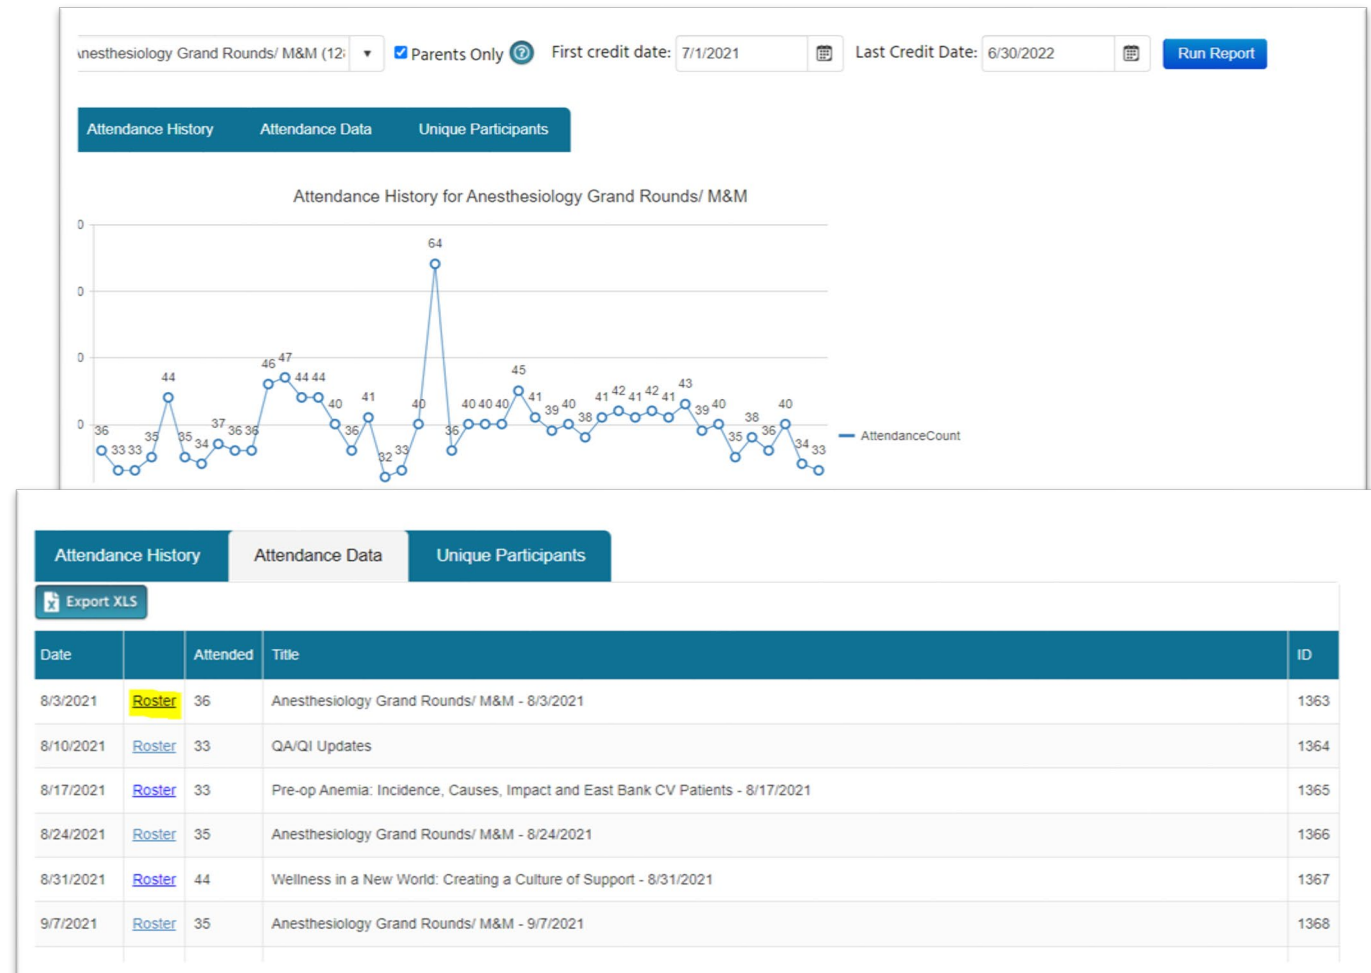 Anesthesiology Grand Rounds/ M&M (12 Parents Only ? First credit date: 7/1/2021 Last Credit Date: 6/30/2022 Run Report
Attendance History Attendance Data Unique Participants
Attendance History for Anesthesiology Grand Rounds/ M&M
0
64
0
0
46 47
45
44 44 44 43
40 41 40 40 40 40 41 39 40 38 41 42 41 42 41 39 40 40
0
36 33 33 35 35 34 37 36 36 36 32 33 36 35 38 36 34 33
AttendanceCount
Attendance History Attendance Data Unique Participants
Export XLS
Date Attended Title ID
8/3/2021 Roster 36 Anesthesiology Grand Rounds/ M&M - 8/3/2021 1363
8/10/2021 Roster 33 QA/QI Updates 1364
8/17/2021 Roster 33 Pre-op Anemia: Incidence, Causes, Impact and East Bank CV Patients - 8/17/2021 1365
8/24/2021 Roster 35 Anesthesiology Grand Rounds/ M&M - 8/24/2021 1366
8/31/2021 Roster 44 Wellness in a New World: Creating a Culture of Support - 8/31/2021 1367
9/7/2021 Roster 35 Anesthesiology Grand Rounds/ M&M - 9/7/2021 1368